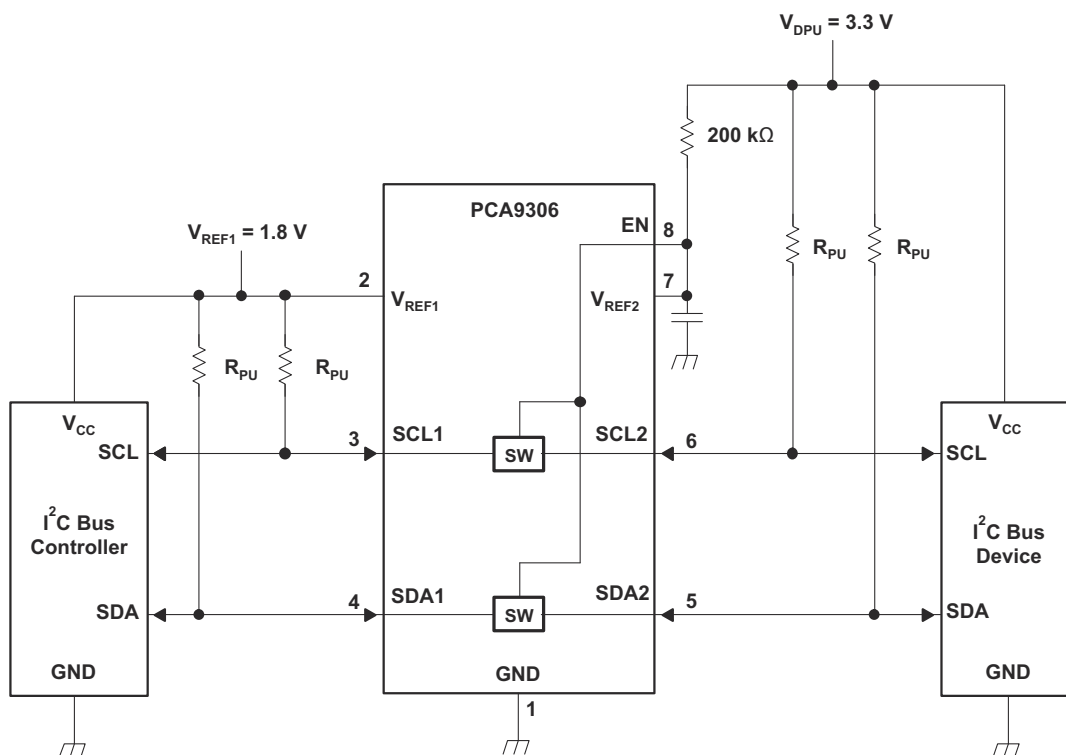 V_DPU = 3.3 V
200 kΩ
PCA9306
EN
8
V_REF1 = 1.8 V
R_PU
R_PU
2
7
V_REF1
V_REF2
R_PU
R_PU
V_CC
V_CC
SCL
3
SCL1
SW
SCL2
6
SCL
I²C Bus
Controller
I²C Bus
Device
SDA
4
SDA1
SW
SDA2
5
SDA
GND
GND
GND
1